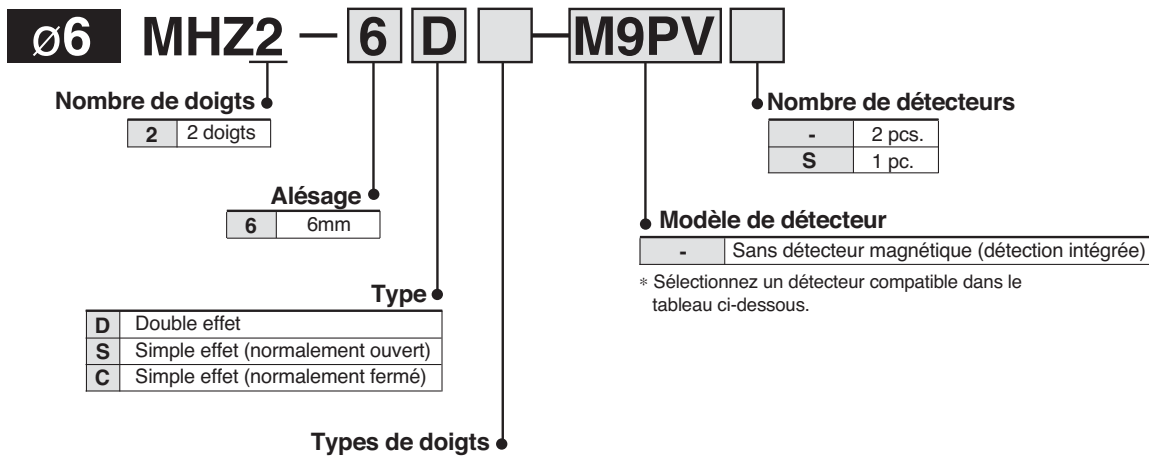 ø6 MHZ2 — 6 D — M9PV
Nombre de doigts
2 2 doigts
Nombre de détecteurs
- 2 pcs.
S 1 pc.
Alésage
6 6mm
Modèle de détecteur
- Sans détecteur magnétique (détection intégrée)
* Sélectionnez un détecteur compatible dans le
tableau ci-dessous.
Type
D Double effet
S Simple effet (normalement ouvert)
C Simple effet (normalement fermé)
Types de doigts